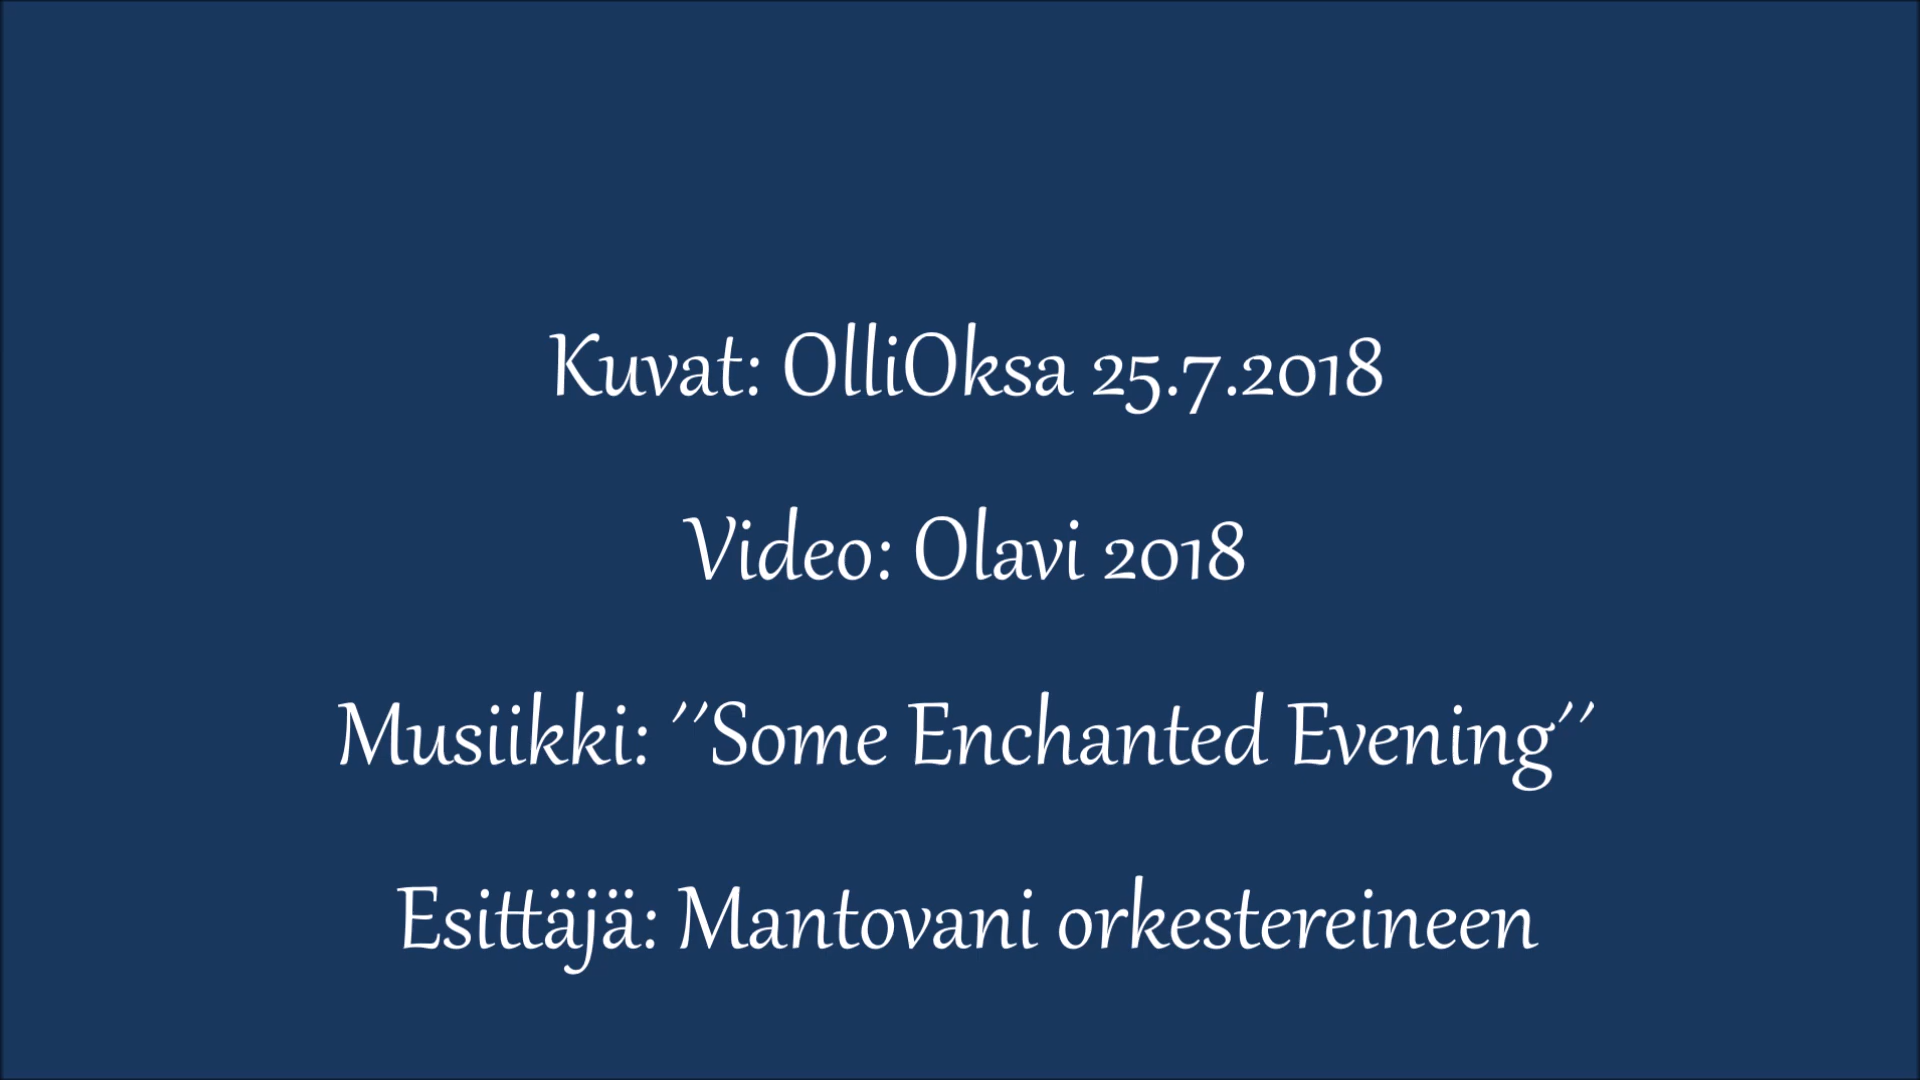 Kuvat: OlliOksa 25.7.2018
Video: Olavi 2018
Musiikki: ´´Some Enchanted Evening´´
Esittäjä: Mantovani orkestereineen